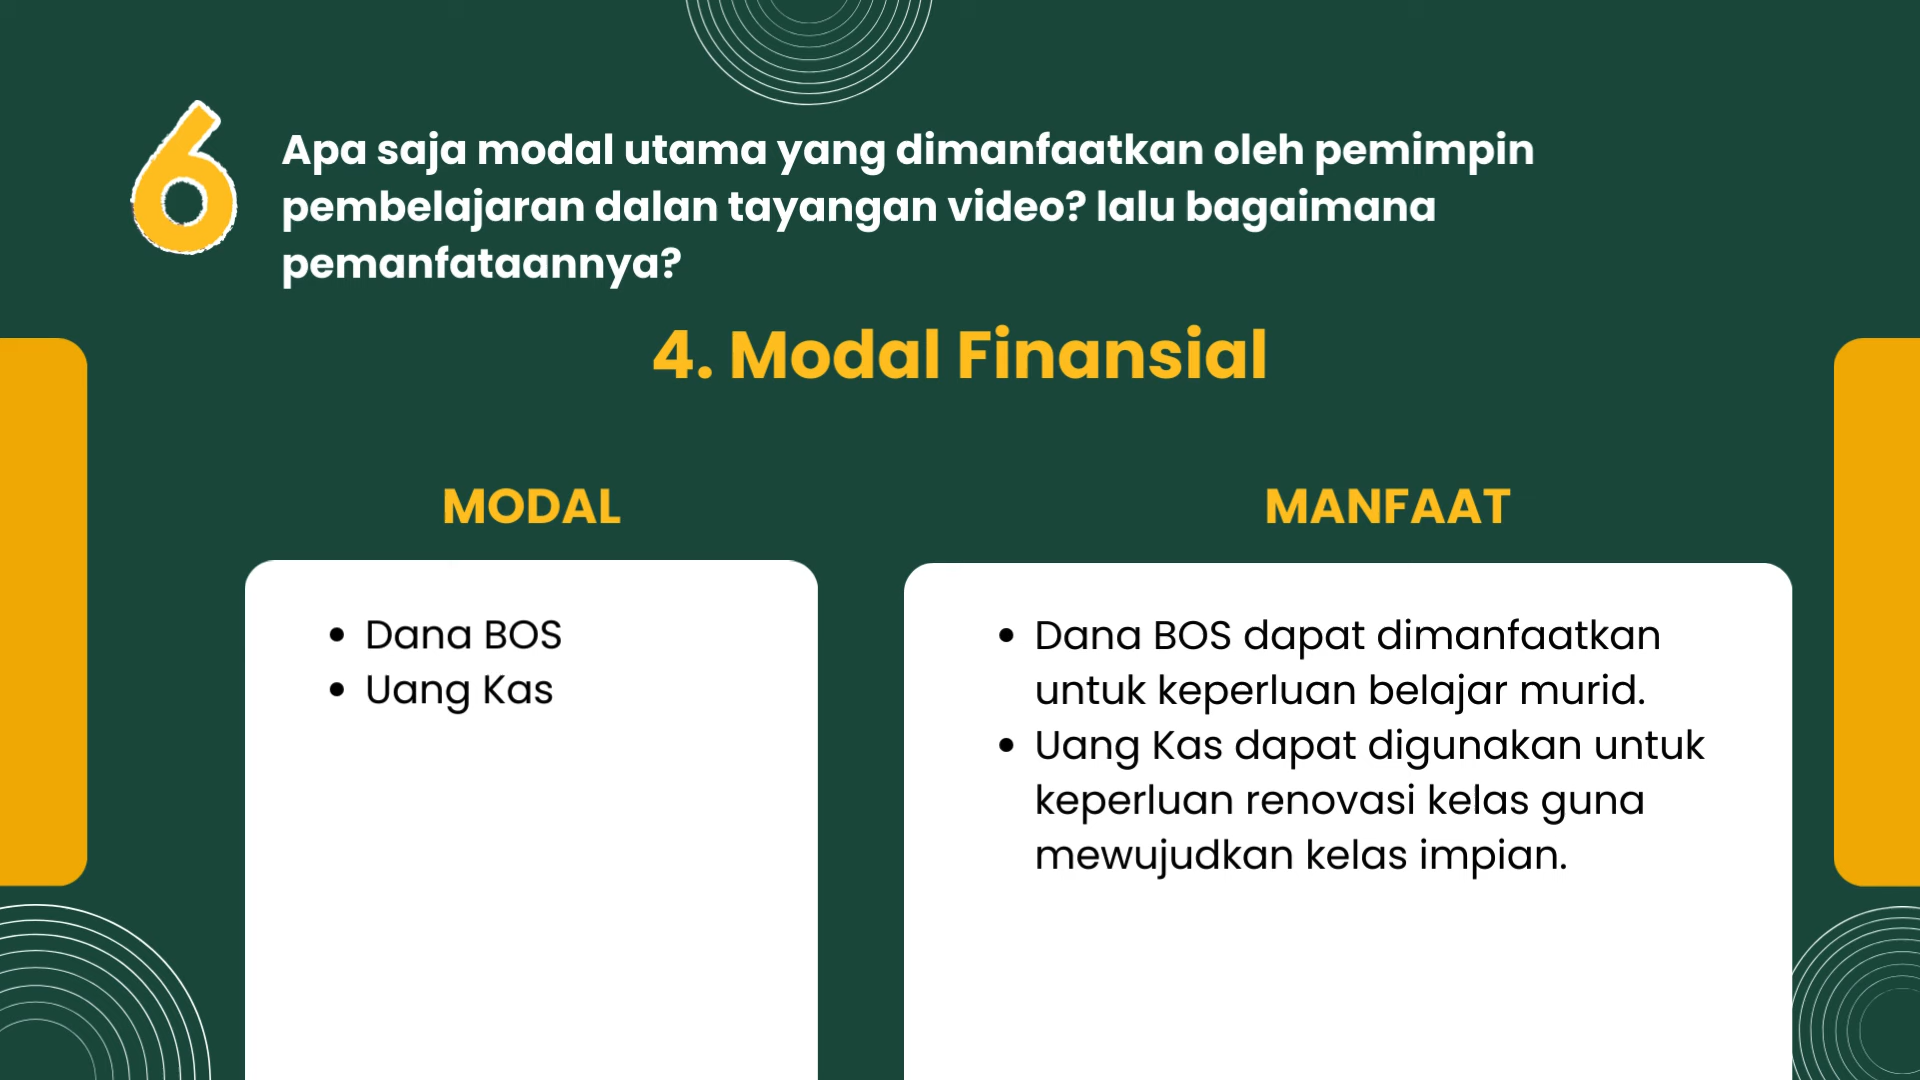 6
Apa saja modal utama yang dimanfaatkan oleh pemimpin
pembelajaran dalan tayangan video? lalu bagaimana
pemanfataannya?
4. Modal Finansial
MODAL
• Dana BOS
• Uang Kas
MANFAAT
• Dana BOS dapat dimanfaatkan
untuk keperluan belajar murid.
• Uang Kas dapat digunakan untuk
keperluan renovasi kelas guna
mewujudkan kelas impian.